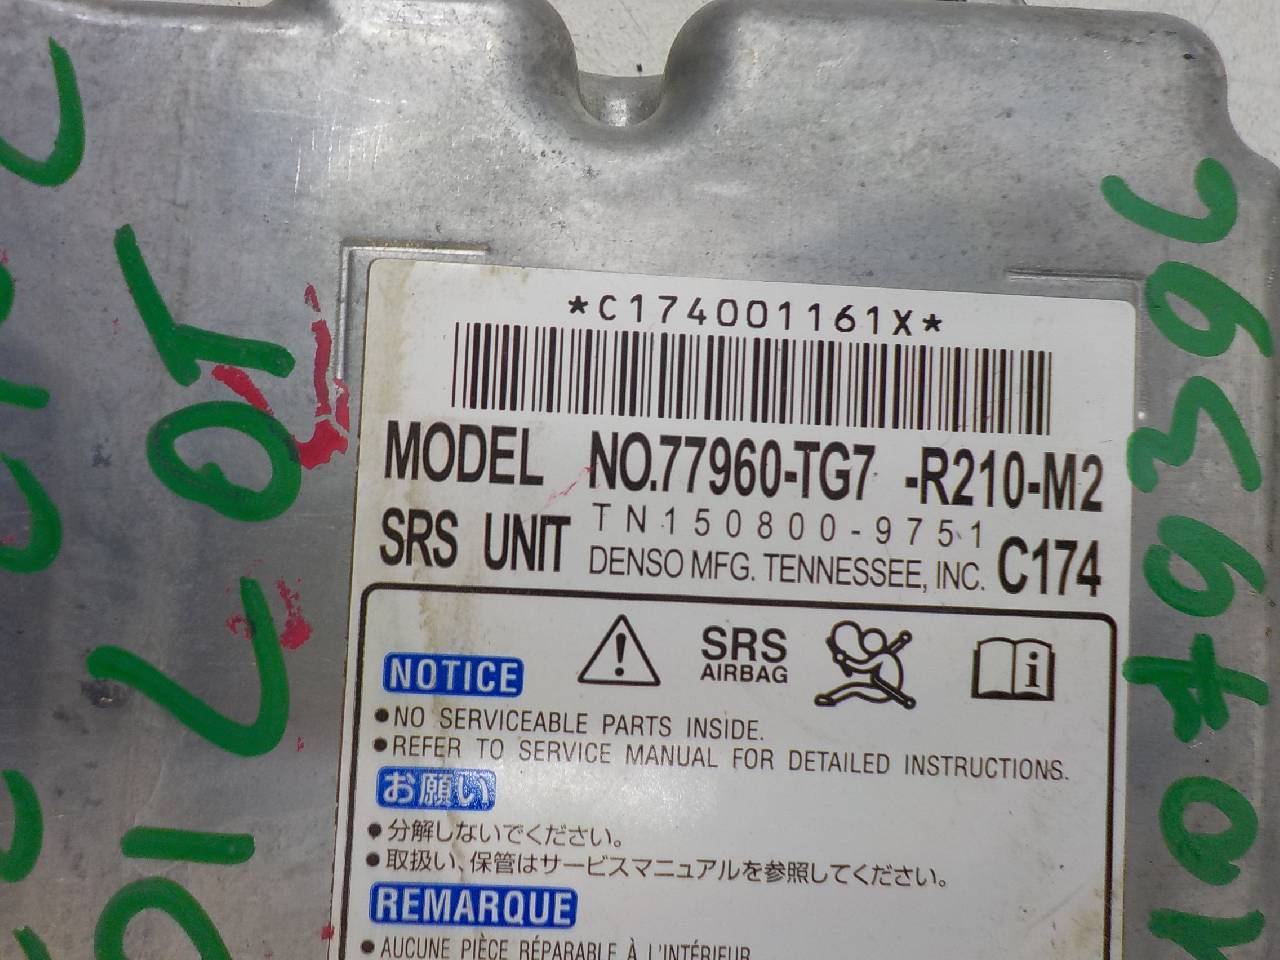 *C174001161X*
MODEL NO.77960-TG7 -R210-M2
SRS UNIT TN150800-9751
DENSO MFG. TENNESSEE, INC. C174
SRS
AIRBAG
NOTICE
•NO SERVICEABLE PARTS INSIDE.
•REFER TO SERVICE MANUAL FOR DETAILED INSTRUCTIONS.
お願い
•分解しないでください。
•取扱い、保管はサービスマニュアルを参照してください。
REMARQUE
•AUCUNE PIÈCE RÉPARABLE À L'INTÉRIEUR